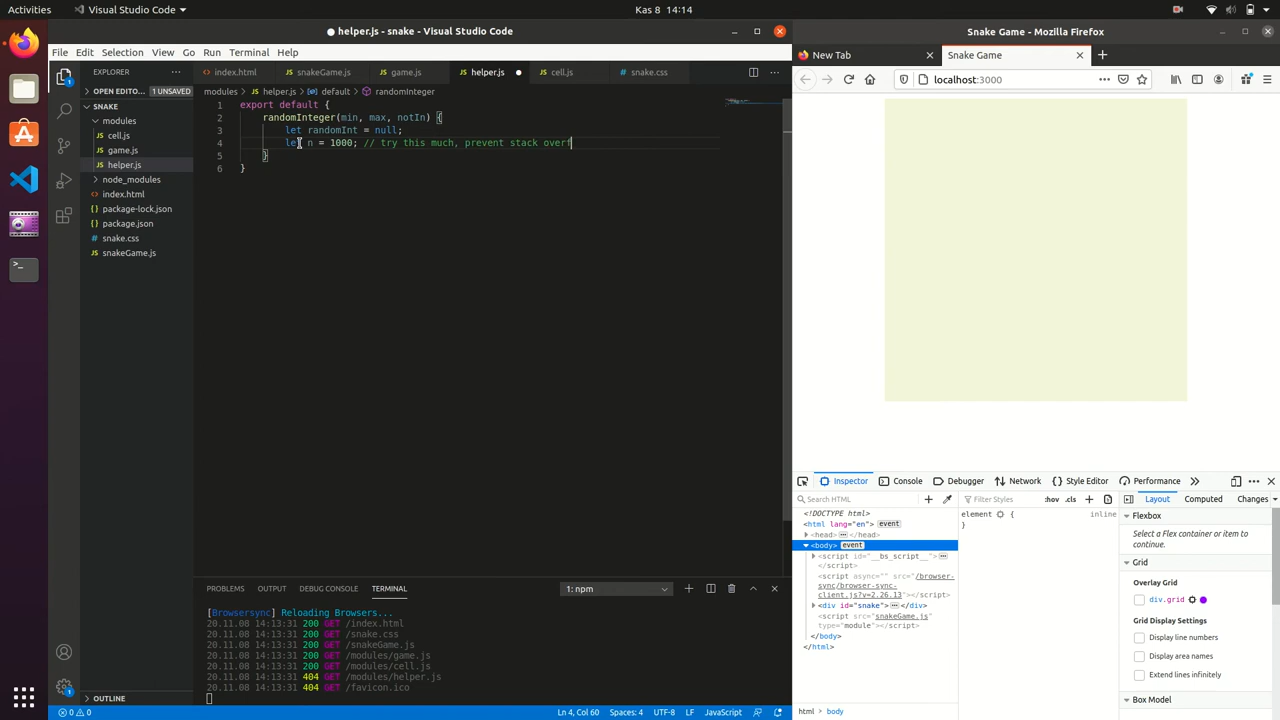 Activities
Visual Studio Code
Kas 8 14:14
● helper.js - snake - Visual Studio Code
File Edit Selection View Go Run Terminal Help
EXPLORER
index.html
snakeGame.js
game.js
helper.js
cell.js
snake.css
OPEN EDITO... 1 UNSAVED
modules > helper.js > default > randomInteger
SNAKE
modules
cell.js
game.js
helper.js
node_modules
index.html
package-lock.json
package.json
snake.css
snakeGame.js
OUTLINE
1 export default {
2 randomInteger(min, max, notIn) {
3 let randomInt = null;
4 let n = 1000; // try this much, prevent stack overf
5 }
6 }
PROBLEMS OUTPUT DEBUG CONSOLE TERMINAL
1: npm
[Browsersync] Reloading Browsers...
20.11.08 14:13:31 200 GET /index.html
20.11.08 14:13:31 200 GET /snake.css
20.11.08 14:13:31 200 GET /snakeGame.js
20.11.08 14:13:31 200 GET /modules/game.js
20.11.08 14:13:31 200 GET /modules/cell.js
20.11.08 14:13:31 404 GET /modules/helper.js
20.11.08 14:13:31 404 GET /favicon.ico
0 0
Ln 4, Col 60 Spaces: 4 UTF-8 LF JavaScript
Snake Game - Mozilla Firefox
New Tab
Snake Game
localhost:3000
Inspector Console Debugger Network Style Editor Performance
Search HTML
Filter Styles
:hov .cls
Layout Computed Changes
<!DOCTYPE html>
<html lang="en"> event
<head> </head>
<body> event
<script id="__bs_script__">
</script>
<script async="" src="/browser-
sync/browser-sync-
client.js?v=2.26.13"></script>
<div id="snake"> </div>
<script src="snakeGame.js"
type="module"></script>
</body>
</html>
element { inline
}
Flexbox
Select a Flex container or item to
continue.
Grid
Overlay Grid
div.grid
Grid Display Settings
Display line numbers
Display area names
Extend lines infinitely
Box Model
html > body